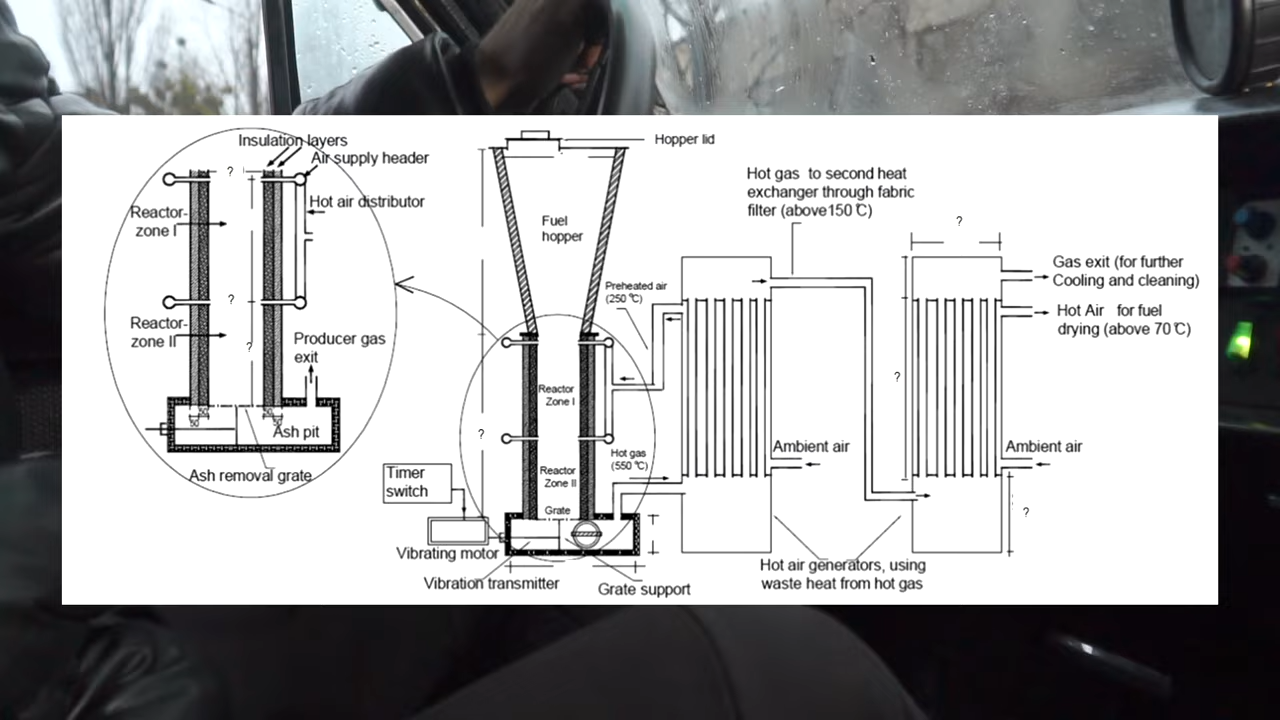 Insulation layers
?
Air supply header
Reactor-
zone I
Hot air distributor
?
Reactor-
zone II
?
Producer gas
exit
50
50
50
Ash pit
Ash removal grate
Hopper lid
Fuel
hopper
Preheated air
(250 ℃)
Reactor
Zone I
?
Hot gas
(550 ℃)
Reactor
Zone II
Grate
Timer
switch
Vibrating motor
Vibration transmitter
Grate support
Hot gas to second heat
exchanger through fabric
filter (above150 ℃)
?
Gas exit (for further
Cooling and cleaning)
Hot Air for fuel
drying (above 70 ℃)
?
Ambient air
Ambient air
?
Hot air generators, using
waste heat from hot gas